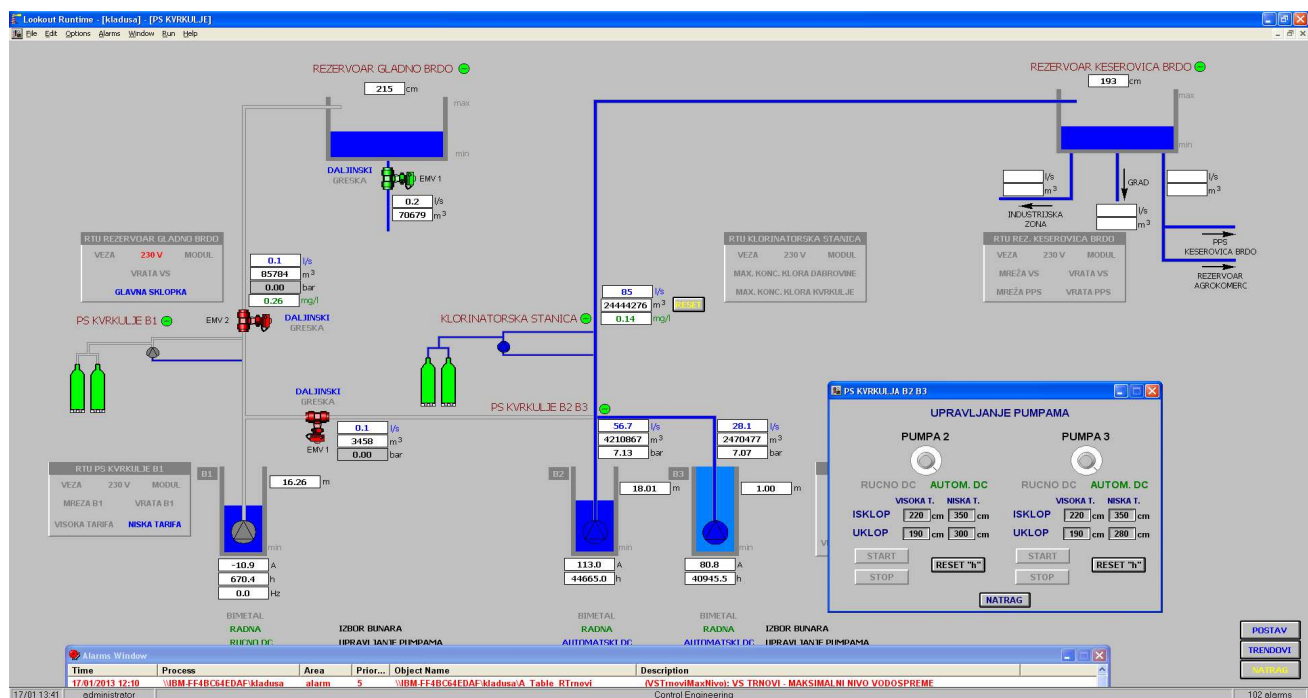 Lookout Runtime - [kladusa] - [PS KVRKULJE]
File Edit Options Alarms Window Run Help
REZERVOAR GLADNO BRDO
215 cm
max
min
DALJINSKI
GRESKA
EMV 1
0.2 l/s
70679 m3
REZERVOAR KESEROVICA BRDO
193 cm
max
min
l/s
m3
GRAD
l/s
m3
INDUSTRIJSKA
ZONA
l/s
m3
PPS
KESEROVICA BRDO
REZERVOAR
AGROKOMERC
RTU REZERVOAR GLADNO BRDO
VEZA 230 V MODUL
VRATA VS
GLAVNA SKLOPKA
0.1 l/s
85784 m3
0.00 bar
0.26 mg/l
RTU KLORINATORSKA STANICA
VEZA 230 V MODUL
MAX. KONC. KLORA DABROVINE
MAX. KONC. KLORA KVRKULJE
RTU REZ. KESEROVICA BRDO
VEZA 230 V MODUL
MREŽA VS VRATA VS
MREŽA PPS VRATA PPS
PS KVRKULJE B1
EMV 2
DALJINSKI
GRESKA
KLORINATORSKA STANICA
85 l/s
24444276 m3
0.14 mg/l
DALJINSKI
GRESKA
EMV 1
0.1 l/s
3458 m3
0.00 bar
PS KVRKULJE B2 B3
56.7 l/s
4210867 m3
7.13 bar
28.1 l/s
2470477 m3
7.07 bar
RTU PS KVRKULJE B1
VEZA 230 V MODUL
MREZA B1 VRATA B1
VISOKA TARIFA NISKA TARIFA
B1
16.26 m
min
-10.9 A
670.4 h
0.0 Hz
BIMETAL
RADNA
RUCNO DC
IZBOR BUNARA
UPRAVLJANJE PUMPAMA
B2
18.01 m
min
113.0 A
44665.0 h
BIMETAL
RADNA
AUTOMATSKI DC
B3
1.00 m
min
80.8 A
40945.5 h
BIMETAL
RADNA
AUTOMATSKI DC
IZBOR BUNARA
UPRAVLJANJE PUMPAMA
PS KVRKULJA B2 B3
UPRAVLJANJE PUMPAMA
PUMPA 2 PUMPA 3
RUCNO DC AUTOM. DC RUCNO DC AUTOM. DC
VISOKA T. NISKA T. VISOKA T. NISKA T.
ISKLOP 220 cm 350 cm ISKLOP 220 cm 350 cm
UKLOP 190 cm 300 cm UKLOP 190 cm 280 cm
START RESET "h" START RESET "h"
STOP STOP
NATRAG
POSTAV
TRENDOVI
NATRAG
Alarms Window
Time Process Area Prior... Object Name Description
17/01/2013 12:10 \\IBM-FF4BC64EDAF\kladusa alarm 5 \\IBM-FF4BC64EDAF\kladusa\A_Table_RTrnovi (VSTrnoviMaxNivo): VS TRNOVI - MAKSIMALNI NIVO VODOSPREME
17/01 13:41 administrator Control Engineering 102 alarms